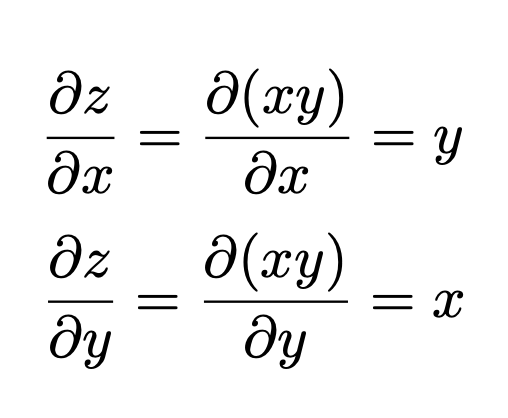 ∂z/∂x = ∂(xy)/∂x = y
∂z/∂y = ∂(xy)/∂y = x